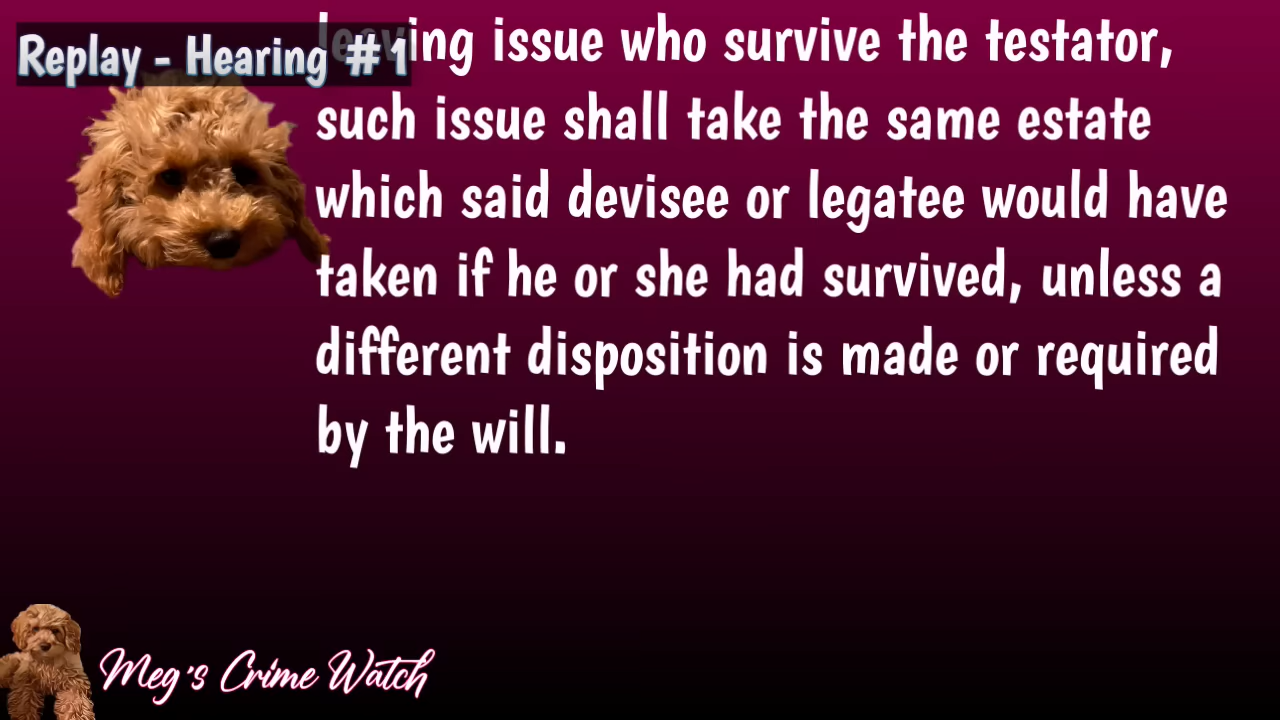 Replay - Hearing #1
leaving issue who survive the testator,
such issue shall take the same estate
which said devisee or legatee would have
taken if he or she had survived, unless a
different disposition is made or required
by the will.
Meg's Crime Watch